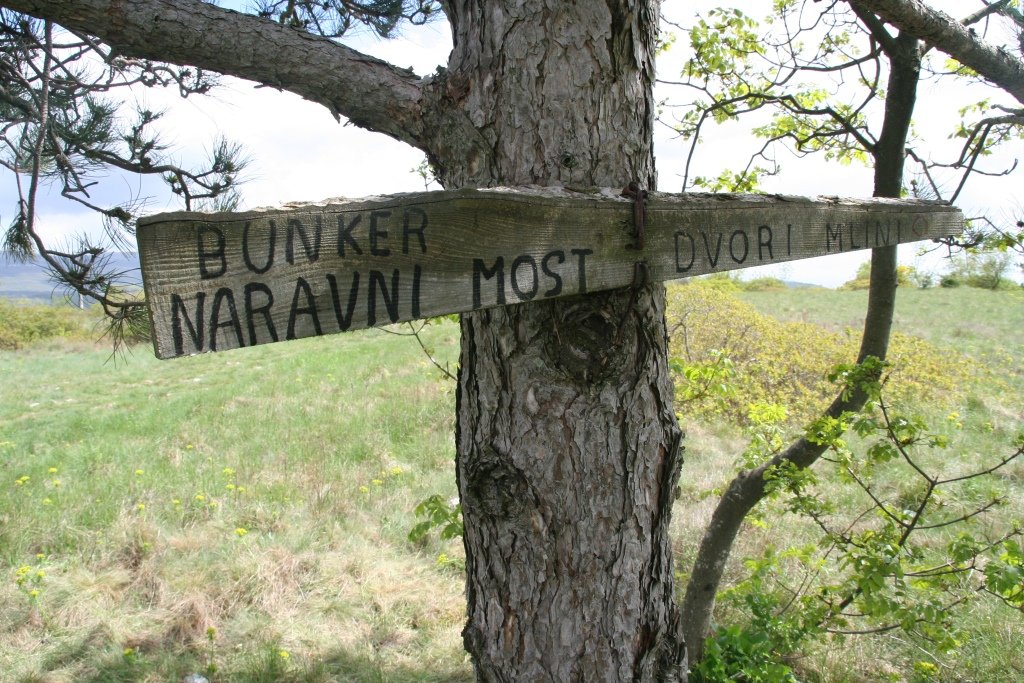 BUNKER
NARAVNI MOST
DVORI MLINI